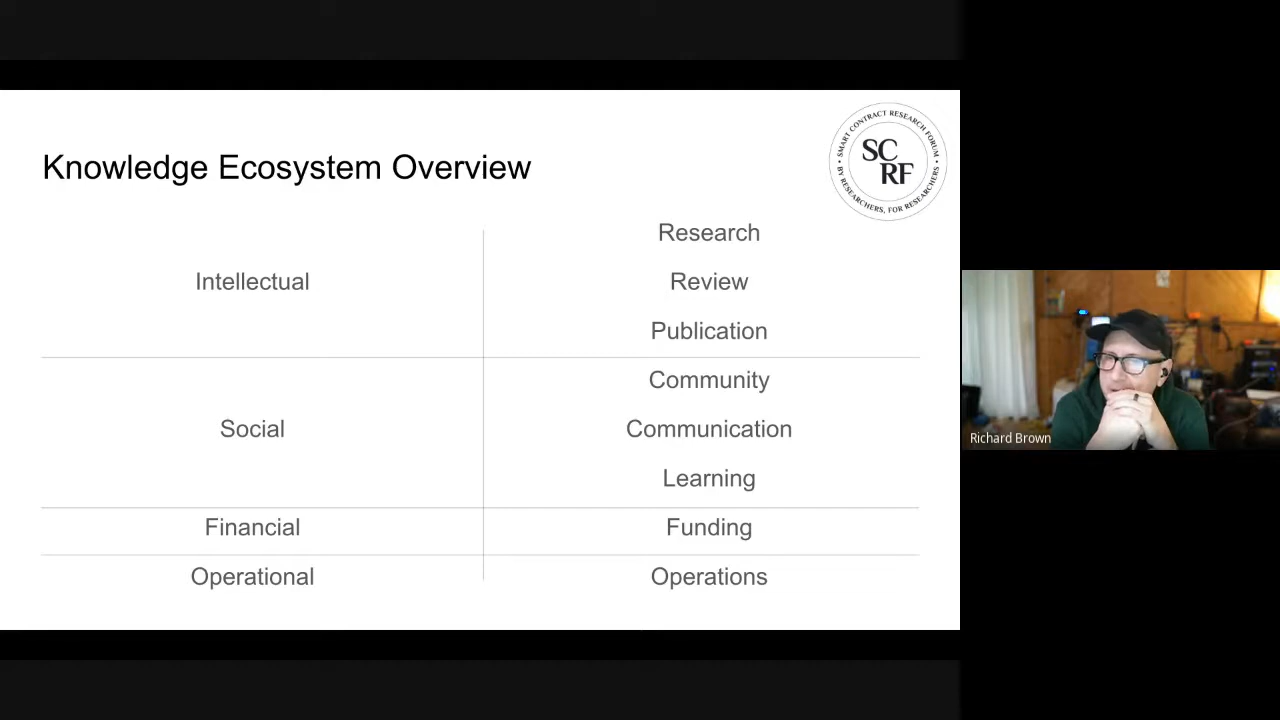 Knowledge Ecosystem Overview
SMART CONTRACT RESEARCH FORUM
• BY RESEARCHERS, FOR RESEARCHERS •
SC
RF
Research
Intellectual
Review
Publication
Community
Social
Communication
Learning
Financial
Funding
Operational
Operations
Richard Brown